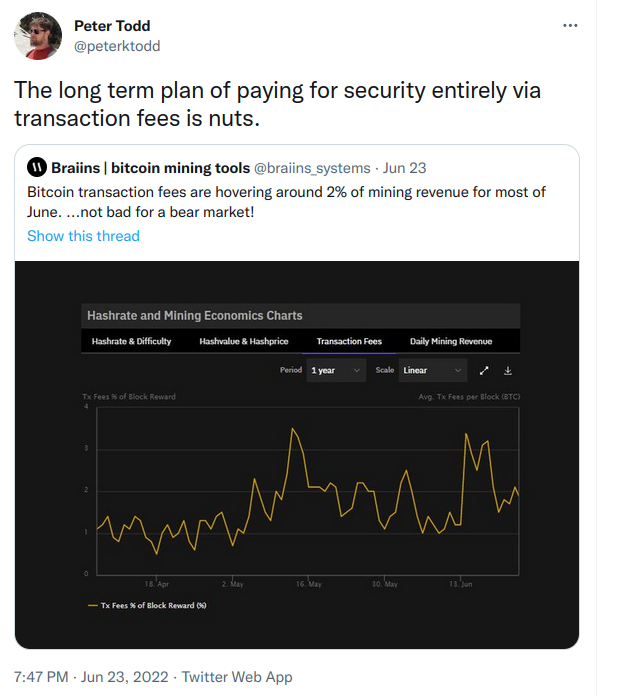 Peter Todd
@peterktodd
The long term plan of paying for security entirely via
transaction fees is nuts.
Braiins | bitcoin mining tools @braiins_systems · Jun 23
Bitcoin transaction fees are hovering around 2% of mining revenue for most of
June. ...not bad for a bear market!
Show this thread
Hashrate and Mining Economics Charts
Hashrate & Difficulty Hashvalue & Hashprice Transaction Fees Daily Mining Revenue
Period 1 year Scale Linear
Tx Fees % of Block Reward Avg. Tx Fees per Block (BTC)
4
3
2
1
0
18. Apr 2. May 16. May 30. May 13. Jun
Tx Fees % of Block Reward (%)
7:47 PM · Jun 23, 2022 · Twitter Web App